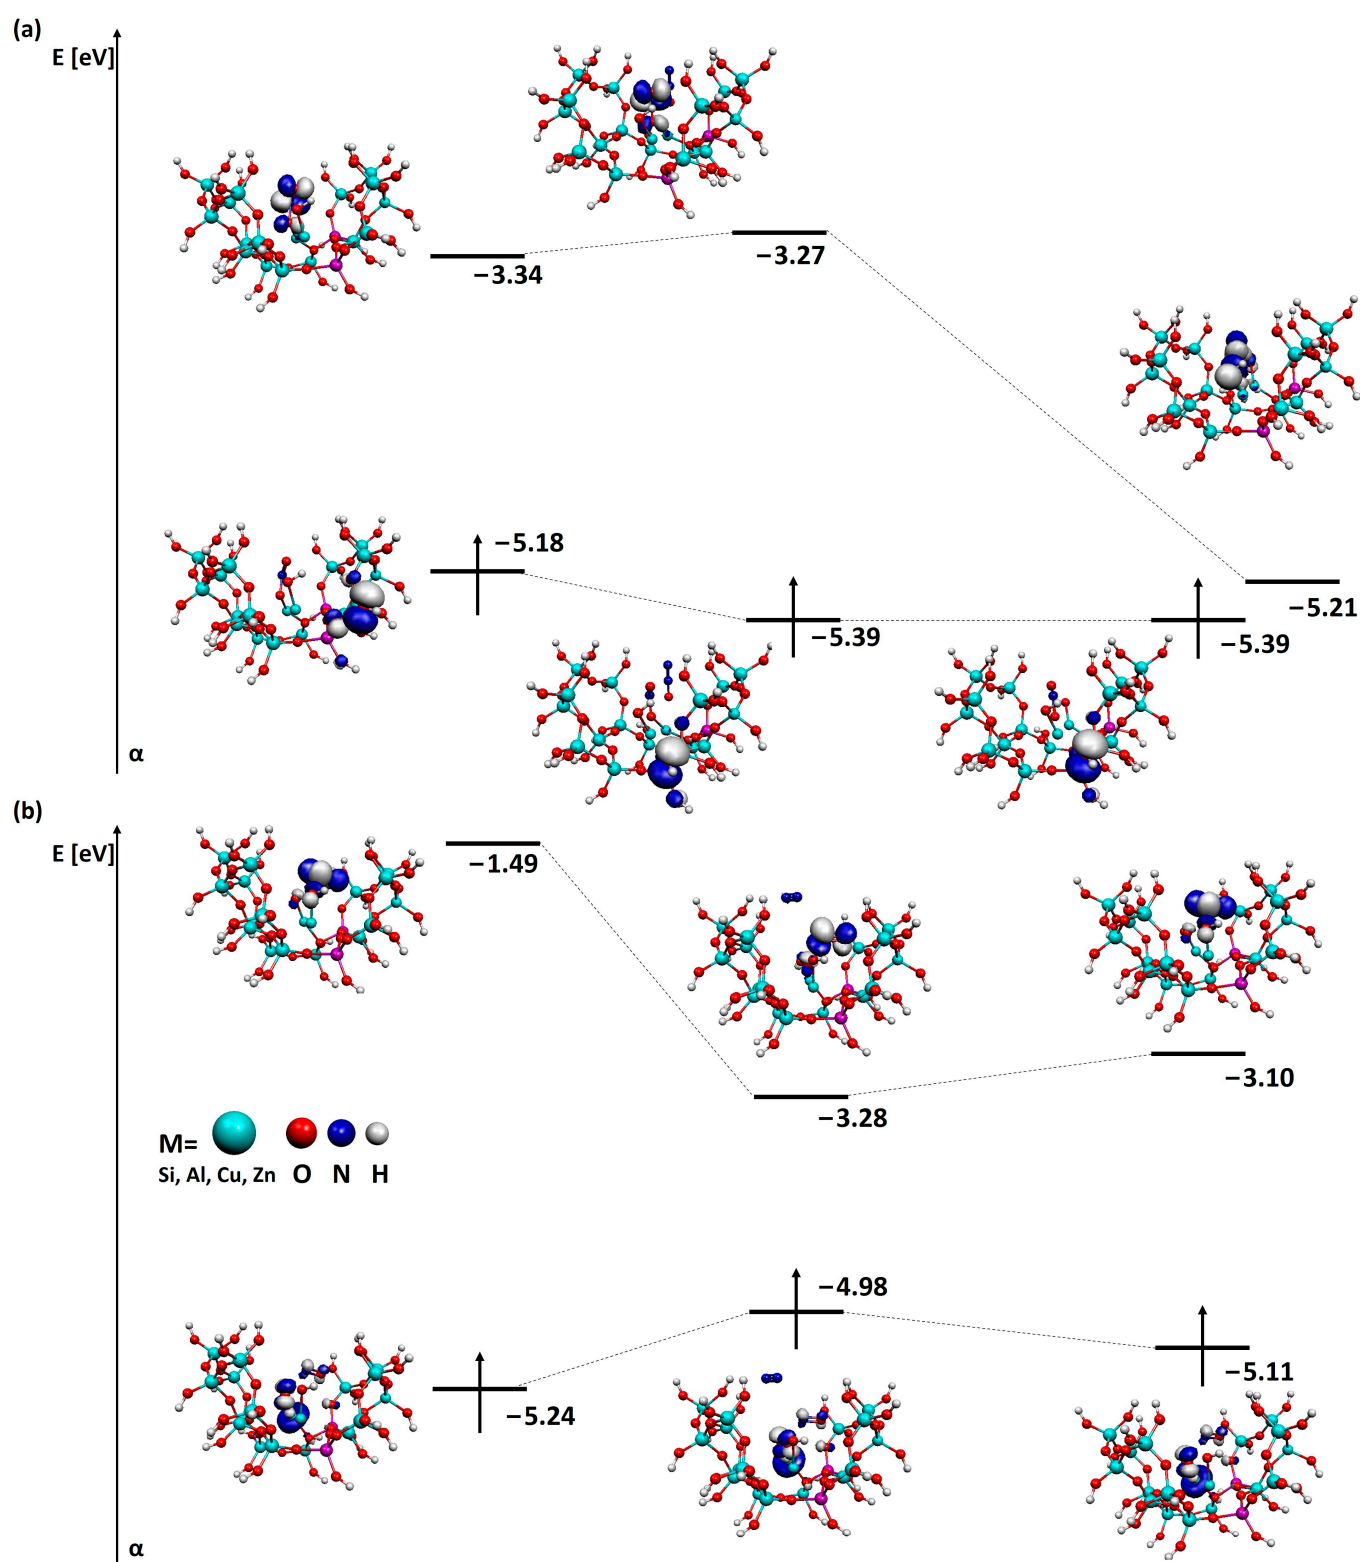 (a)
E [eV]
−3.34
−3.27
−5.18
−5.39
−5.39
−5.21
α
(b)
E [eV]
−1.49
−3.28
−3.10
M=
Si, Al, Cu, Zn O N H
−4.98
−5.24
−5.11
α